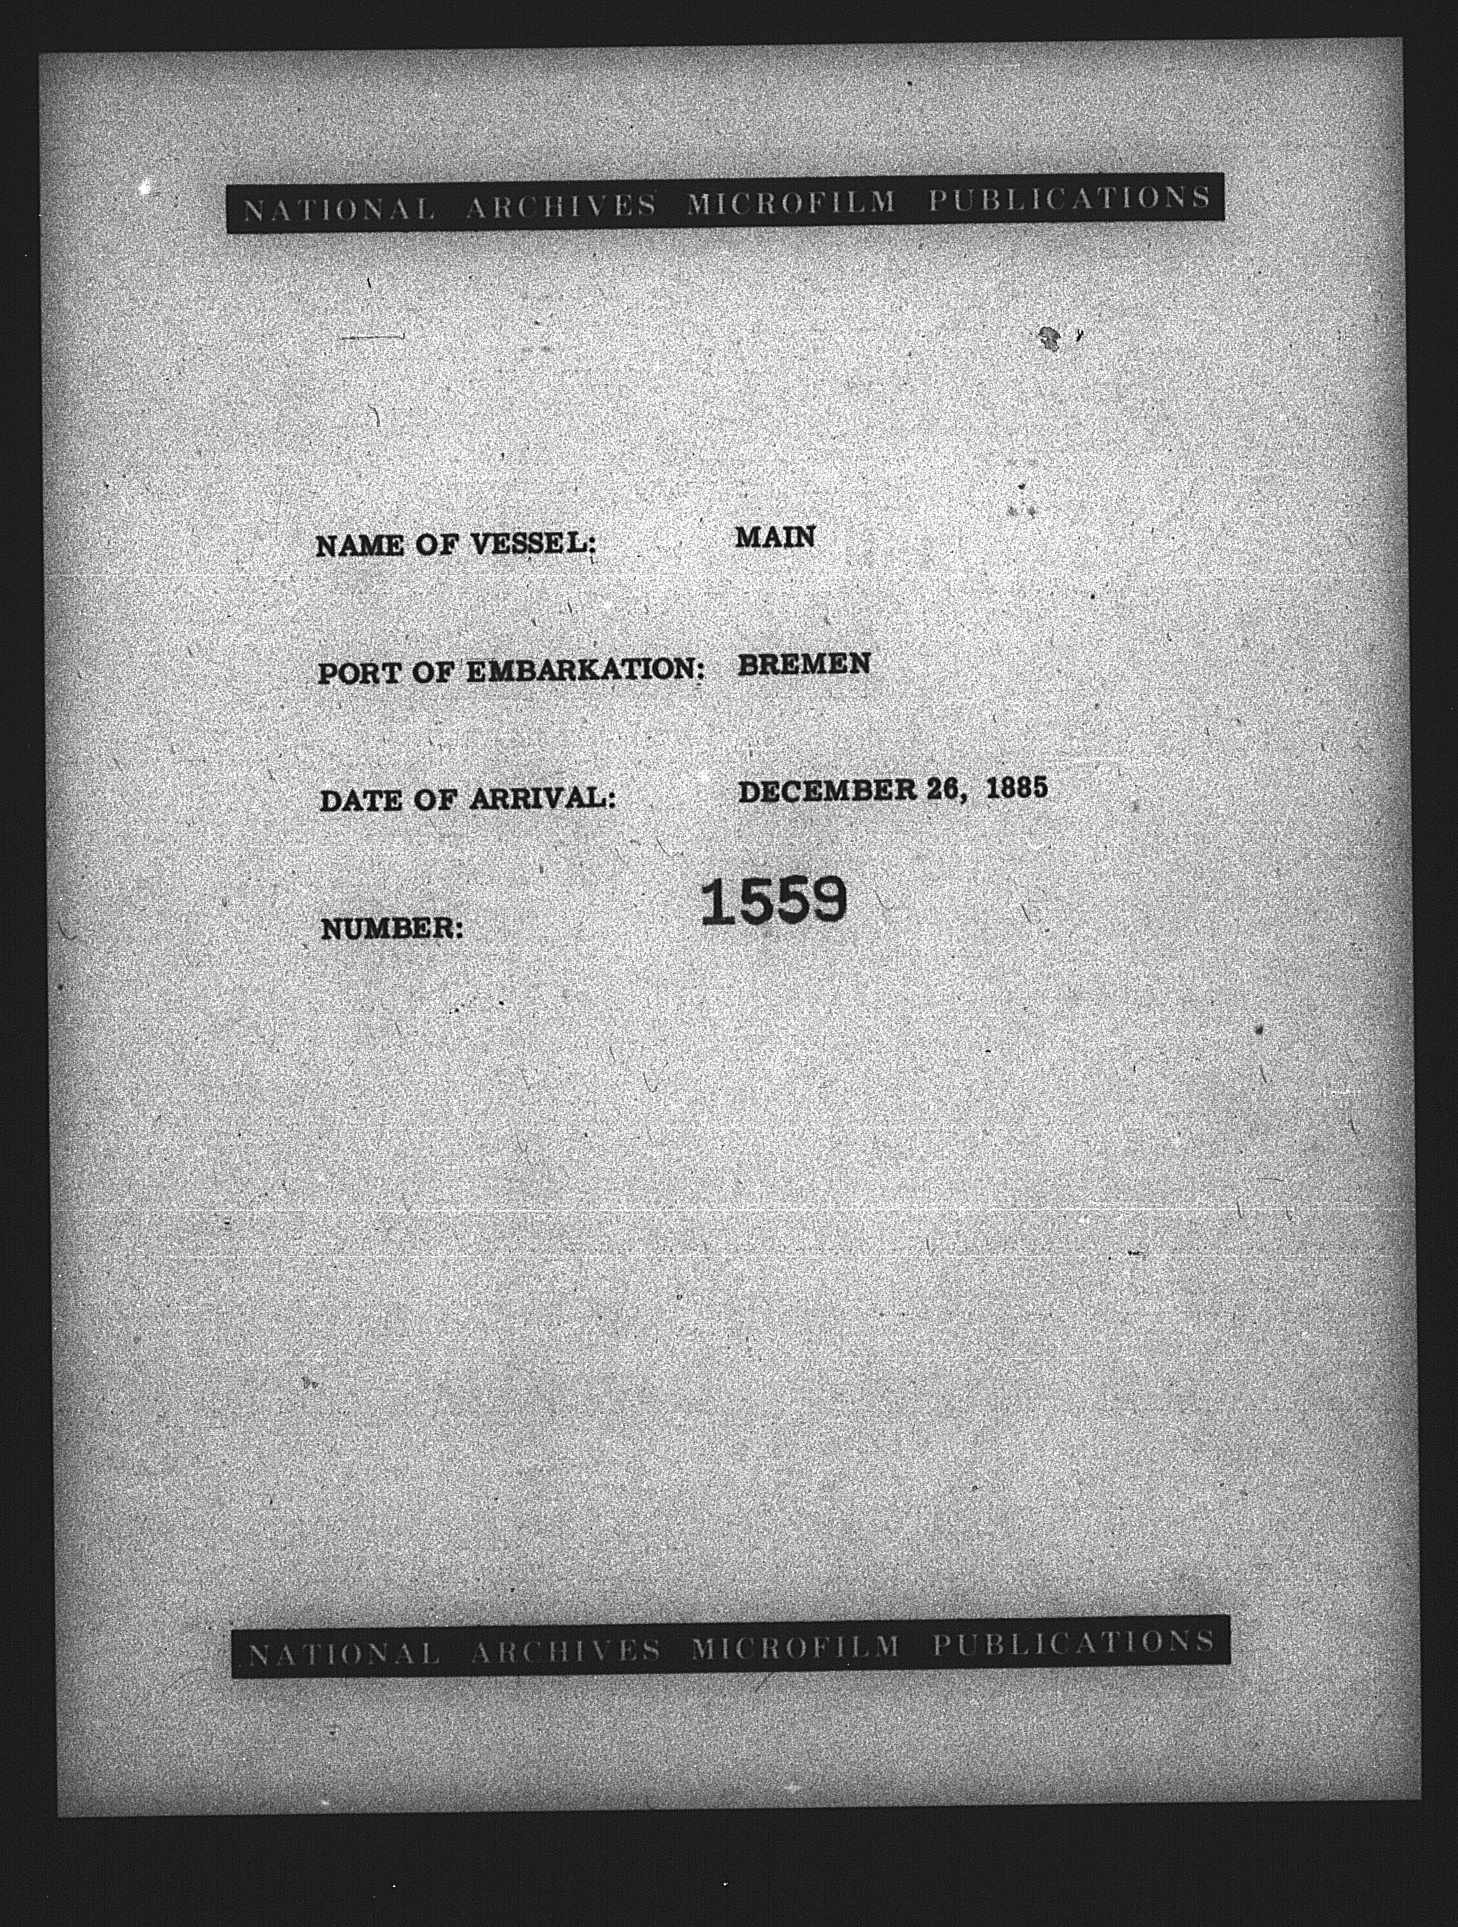 NATIONAL ARCHIVES MICROFILM PUBLICATIONS
NAME OF VESSEL: MAIN
PORT OF EMBARKATION: BREMEN
DATE OF ARRIVAL: DECEMBER 26, 1885
NUMBER: 1559
NATIONAL ARCHIVES MICROFILM PUBLICATIONS